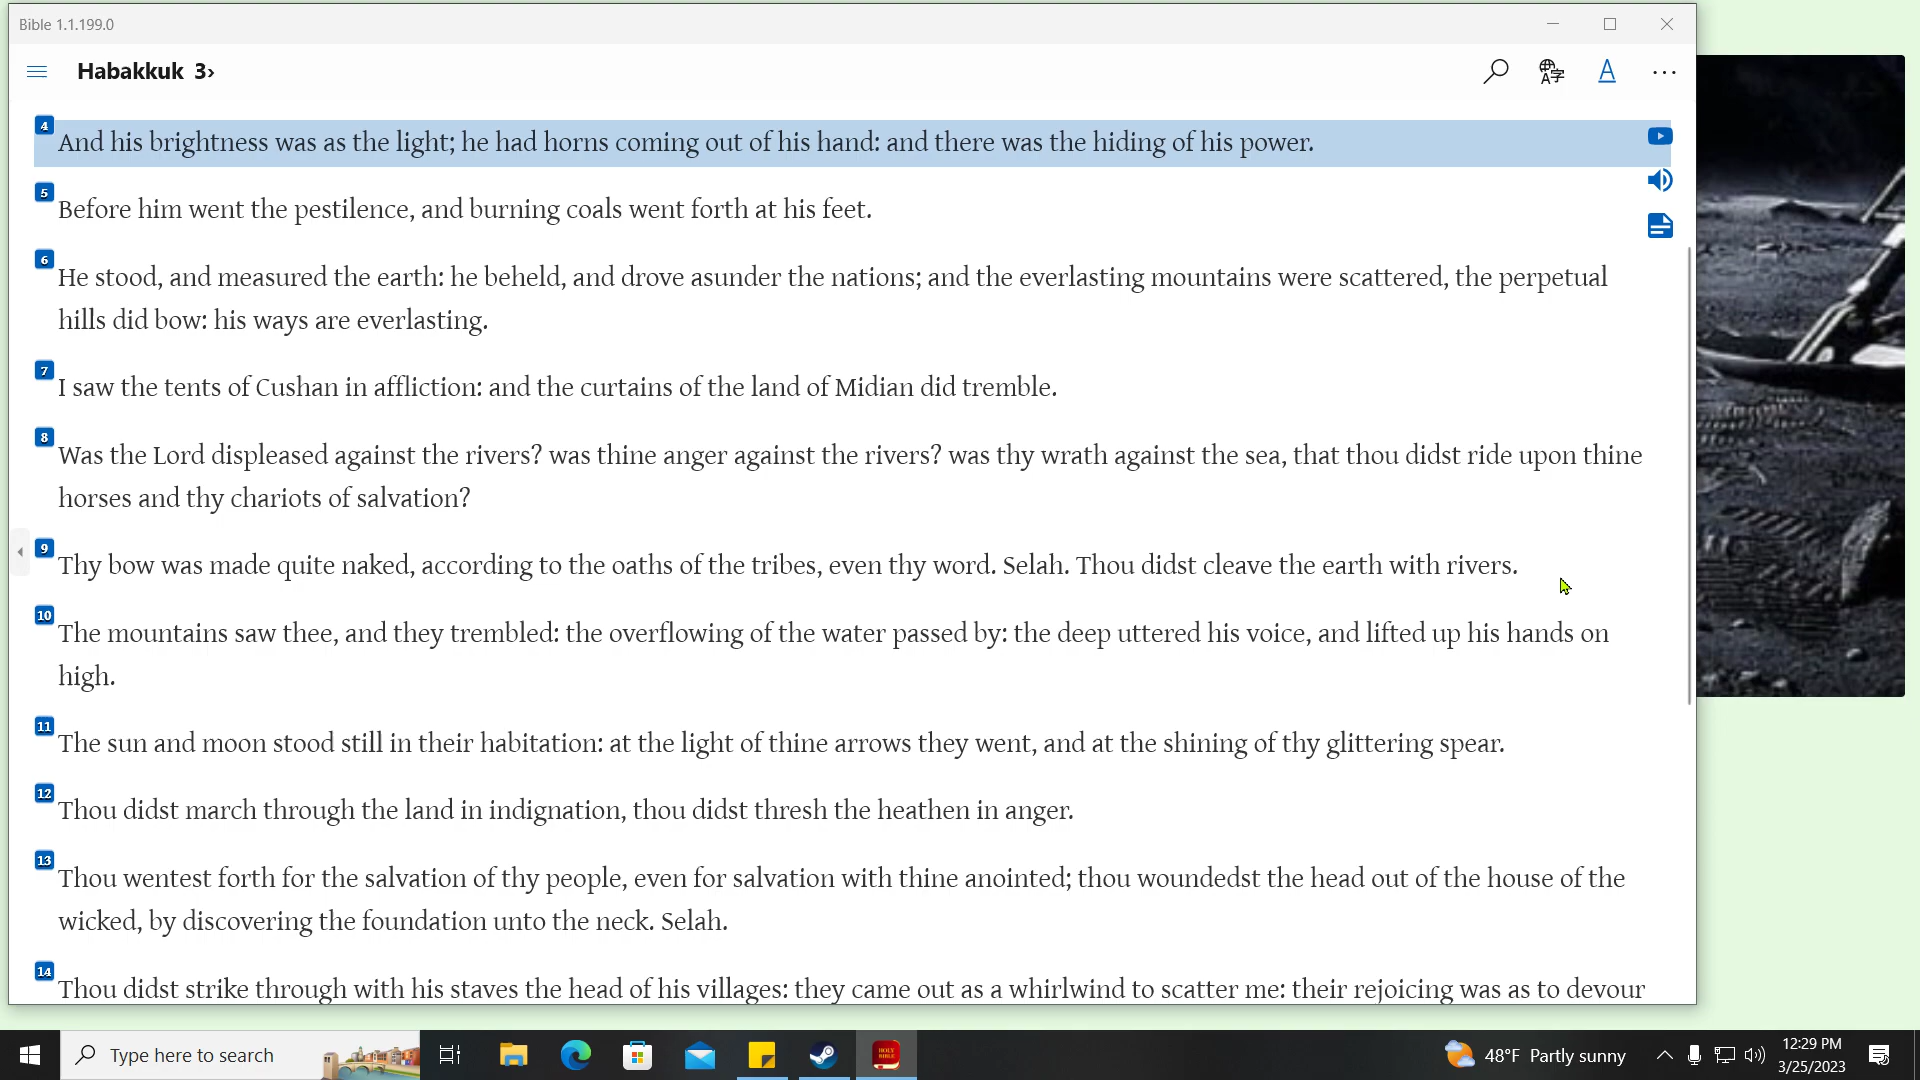 Bible 1.1.199.0
Habakkuk 3›
4
And his brightness was as the light; he had horns coming out of his hand: and there was the hiding of his power.
5
Before him went the pestilence, and burning coals went forth at his feet.
6
He stood, and measured the earth: he beheld, and drove asunder the nations; and the everlasting mountains were scattered, the perpetual
hills did bow: his ways are everlasting.
7
I saw the tents of Cushan in affliction: and the curtains of the land of Midian did tremble.
8
Was the Lord displeased against the rivers? was thine anger against the rivers? was thy wrath against the sea, that thou didst ride upon thine
horses and thy chariots of salvation?
9
Thy bow was made quite naked, according to the oaths of the tribes, even thy word. Selah. Thou didst cleave the earth with rivers.
10
The mountains saw thee, and they trembled: the overflowing of the water passed by: the deep uttered his voice, and lifted up his hands on
high.
11
The sun and moon stood still in their habitation: at the light of thine arrows they went, and at the shining of thy glittering spear.
12
Thou didst march through the land in indignation, thou didst thresh the heathen in anger.
13
Thou wentest forth for the salvation of thy people, even for salvation with thine anointed; thou woundedst the head out of the house of the
wicked, by discovering the foundation unto the neck. Selah.
14
Thou didst strike through with his staves the head of his villages: they came out as a whirlwind to scatter me: their rejoicing was as to devour
Type here to search
HOLY
BIBLE
48°F Partly sunny
12:29 PM
3/25/2023